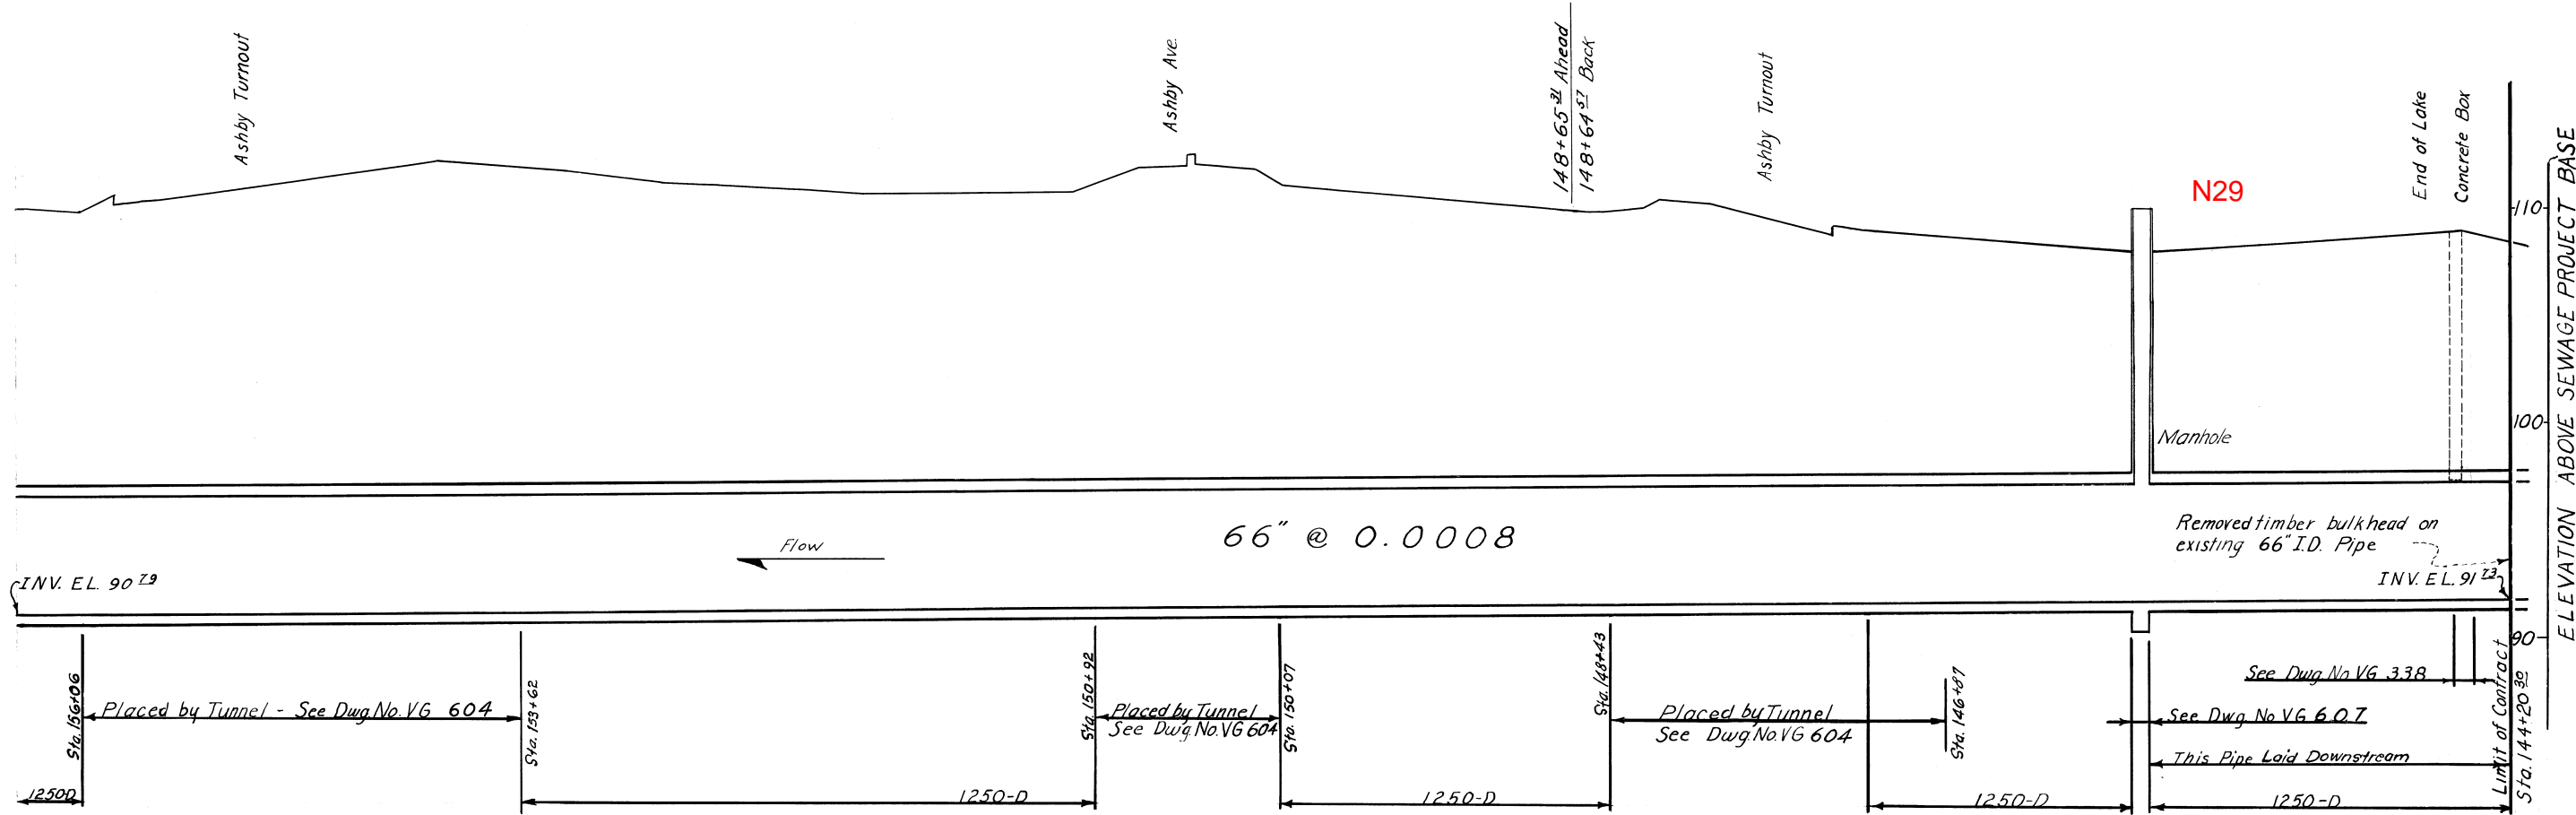 Ashby Turnout
Ashby Ave.
148+65 31 Ahead
148+64 57 Back
Ashby Turnout
N29
End of Lake
Concrete Box
110
100
90
ELEVATION ABOVE SEWAGE PROJECT BASE
Manhole
66" @ 0.0008
Flow
Removed timber bulkhead on
existing 66" I.D. Pipe
INV. EL. 90 79
INV. EL. 91 73
Sta. 156+06
Placed by Tunnel - See Dwg. No. VG 604
Sta. 153+62
Sta. 150+92
Placed by Tunnel
See Dwg No. VG 604
Sta. 150+07
Sta. 148+43
Placed by Tunnel
See Dwg No. VG 604
Sta. 146+87
See Dwg. No VG 338
See Dwg. No VG 607
This Pipe Laid Downstream
Limit of Contract
Sta. 144+20 30
1250D
1250-D
1250-D
1250-D
1250-D